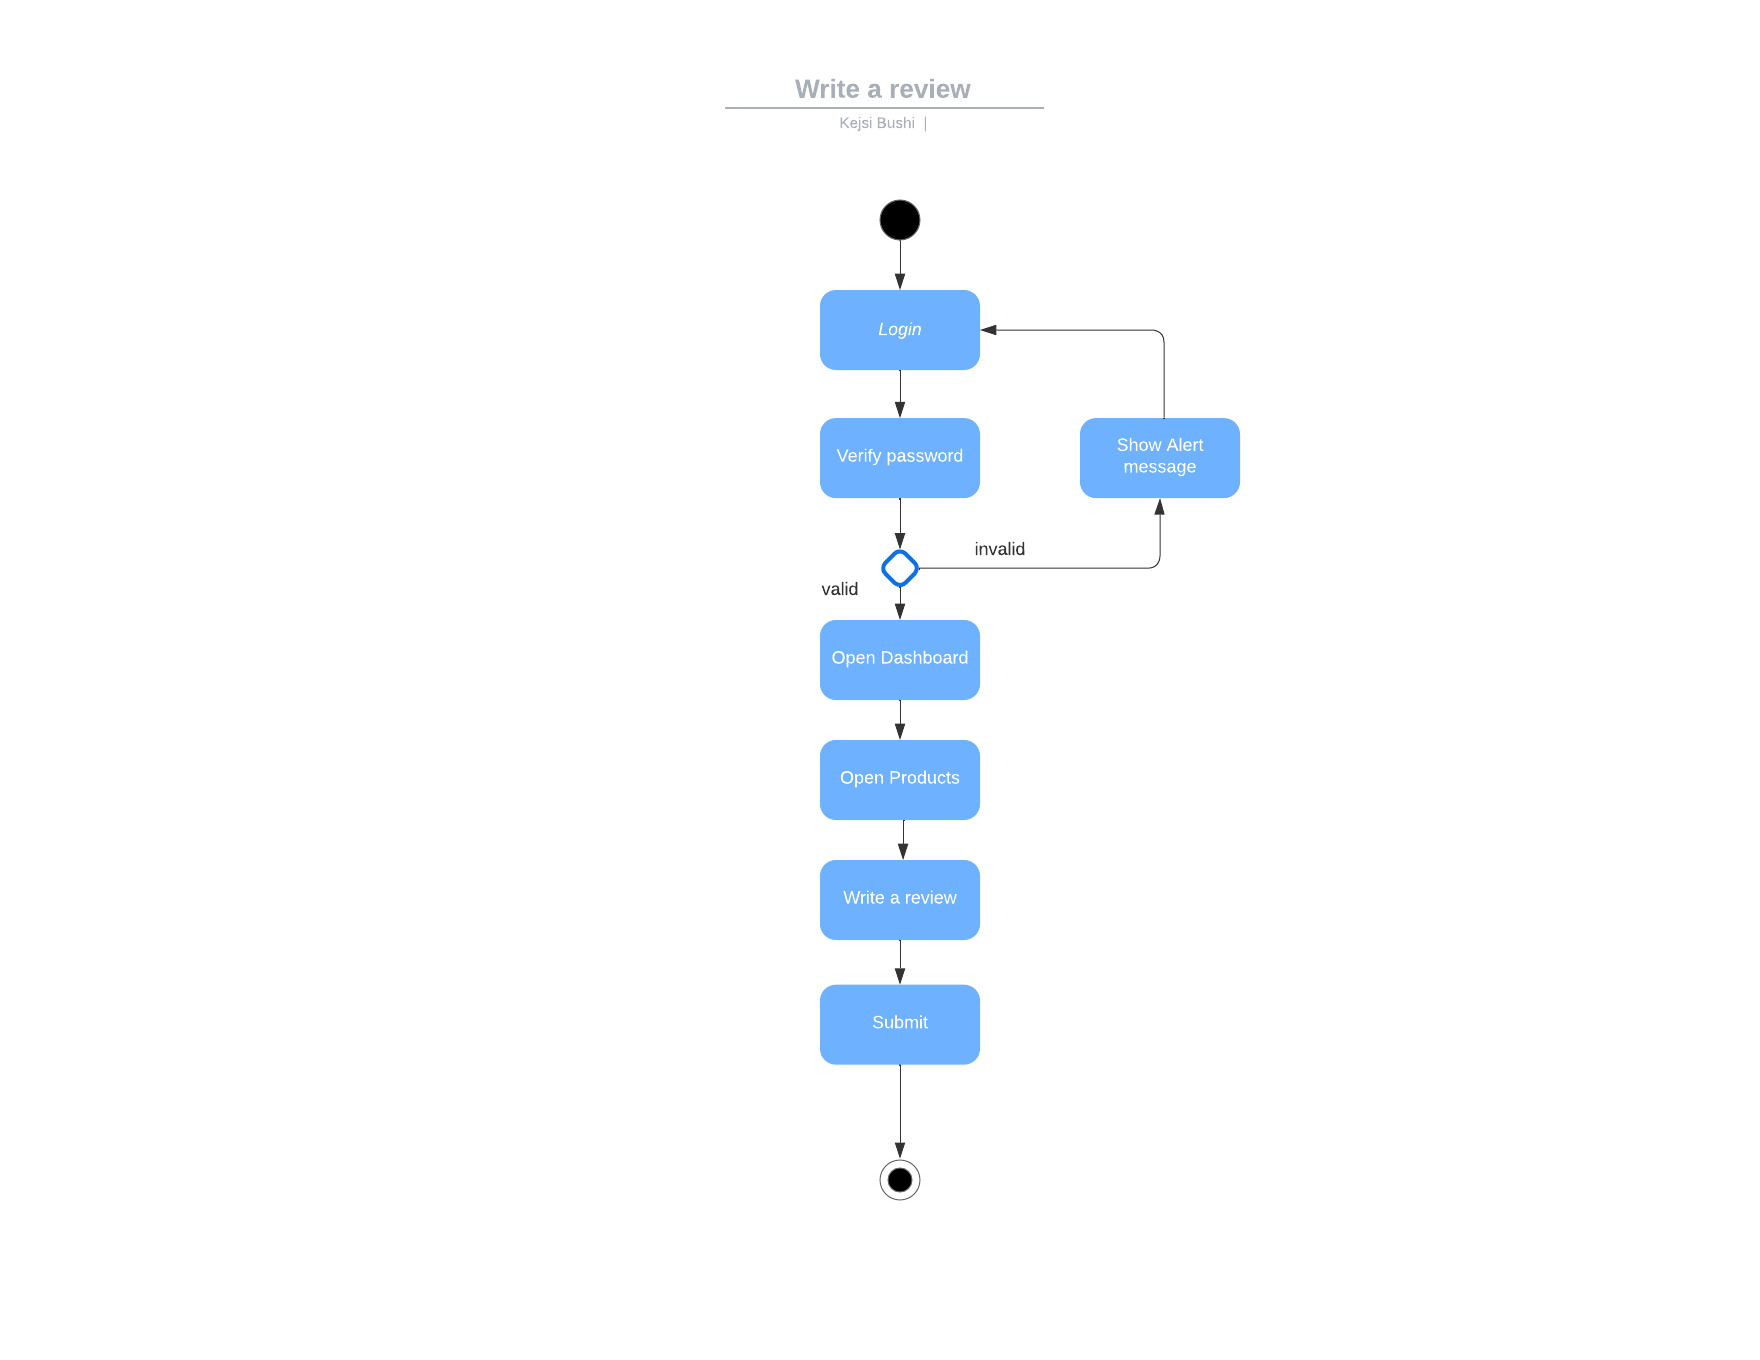 Write a review
Kejsi Bushi |
Login
Verify password
Show Alert
message
invalid
valid
Open Dashboard
Open Products
Write a review
Submit